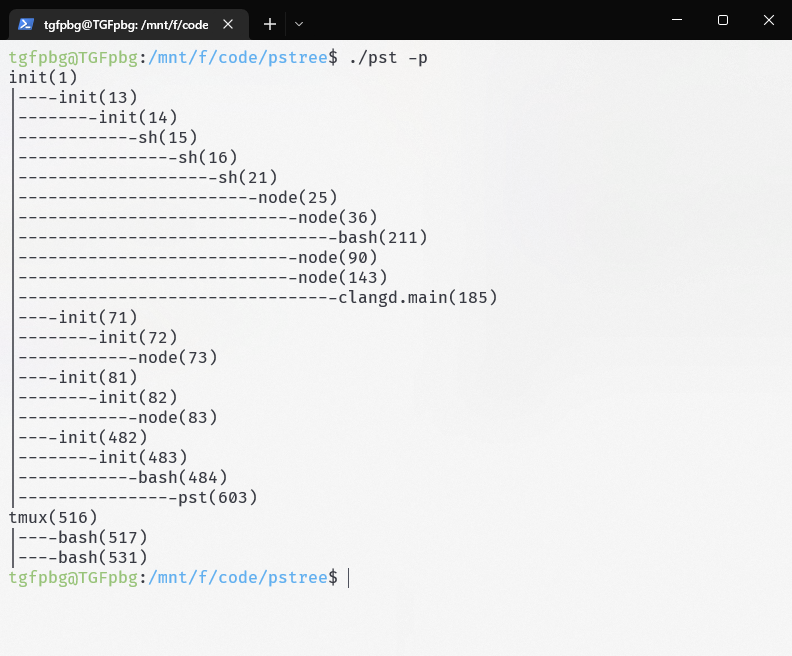 tgfpbg@TGFpbg: /mnt/f/code
tgfpbg@TGFpbg:/mnt/f/code/pstree$ ./pst -p
init(1)
|----init(13)
|--------init(14)
|------------sh(15)
|----------------sh(16)
|--------------------sh(21)
|------------------------node(25)
|----------------------------node(36)
|--------------------------------bash(211)
|----------------------------node(90)
|----------------------------node(143)
|--------------------------------clangd.main(185)
|----init(71)
|--------init(72)
|------------node(73)
|----init(81)
|--------init(82)
|------------node(83)
|----init(482)
|--------init(483)
|------------bash(484)
|----------------pst(603)
tmux(516)
|----bash(517)
|----bash(531)
tgfpbg@TGFpbg:/mnt/f/code/pstree$